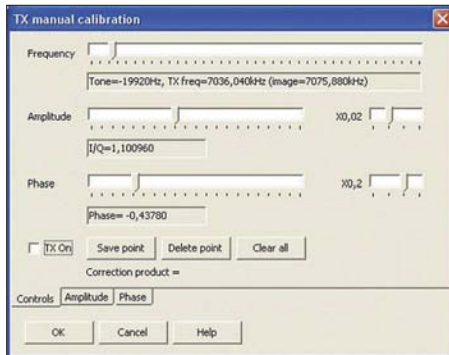 TX manual calibration
Frequency
Tone=-19920Hz, TX freq=7036,040kHz (image=7075,880kHz)
Amplitude X0,02
I/Q=1,100960
Phase X0,2
Phase= -0,43780
TX On Save point Delete point Clear all
Correction product =
Controls Amplitude Phase
OK Cancel Help